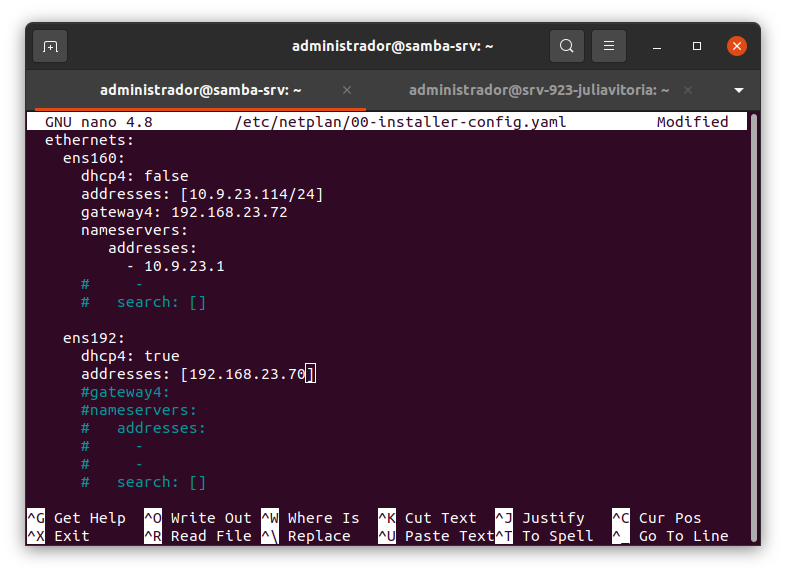 administrador@samba-srv: ~
administrador@samba-srv: ~ × administrador@srv-923-juliavitoria: ~ ×
GNU nano 4.8 /etc/netplan/00-installer-config.yaml Modified
ethernets:
ens160:
dhcp4: false
addresses: [10.9.23.114/24]
gateway4: 192.168.23.72
nameservers:
addresses:
- 10.9.23.1
# -
# search: []
ens192:
dhcp4: true
addresses: [192.168.23.70]
#gateway4:
#nameservers:
# addresses:
# -
# -
# search: []
^G Get Help ^O Write Out ^W Where Is ^K Cut Text ^J Justify ^C Cur Pos
^X Exit ^R Read File ^\ Replace ^U Paste Text ^T To Spell ^_ Go To Line